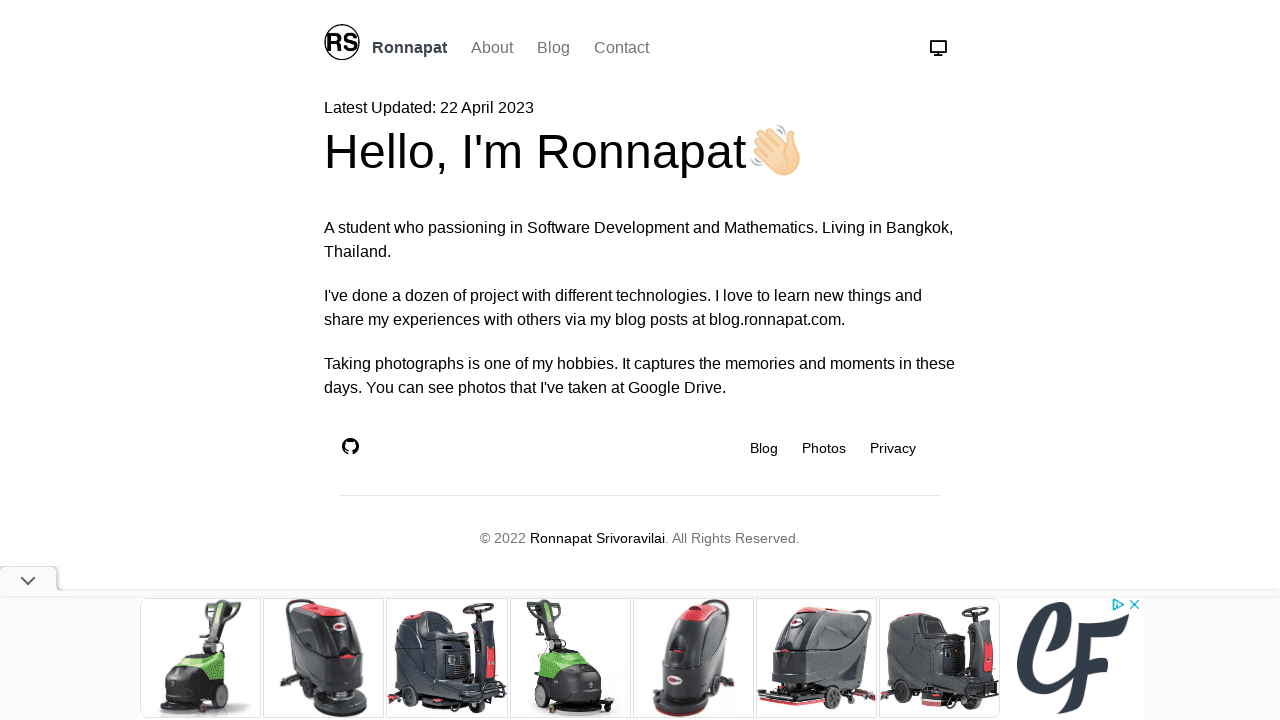 RS Ronnapat About Blog Contact
Latest Updated: 22 April 2023
Hello, I'm Ronnapat👋🏻
A student who passioning in Software Development and Mathematics. Living in Bangkok,
Thailand.
I've done a dozen of project with different technologies. I love to learn new things and
share my experiences with others via my blog posts at blog.ronnapat.com.
Taking photographs is one of my hobbies. It captures the memories and moments in these
days. You can see photos that I've taken at Google Drive.
Blog Photos Privacy
© 2022 Ronnapat Srivoravilai. All Rights Reserved.
CF